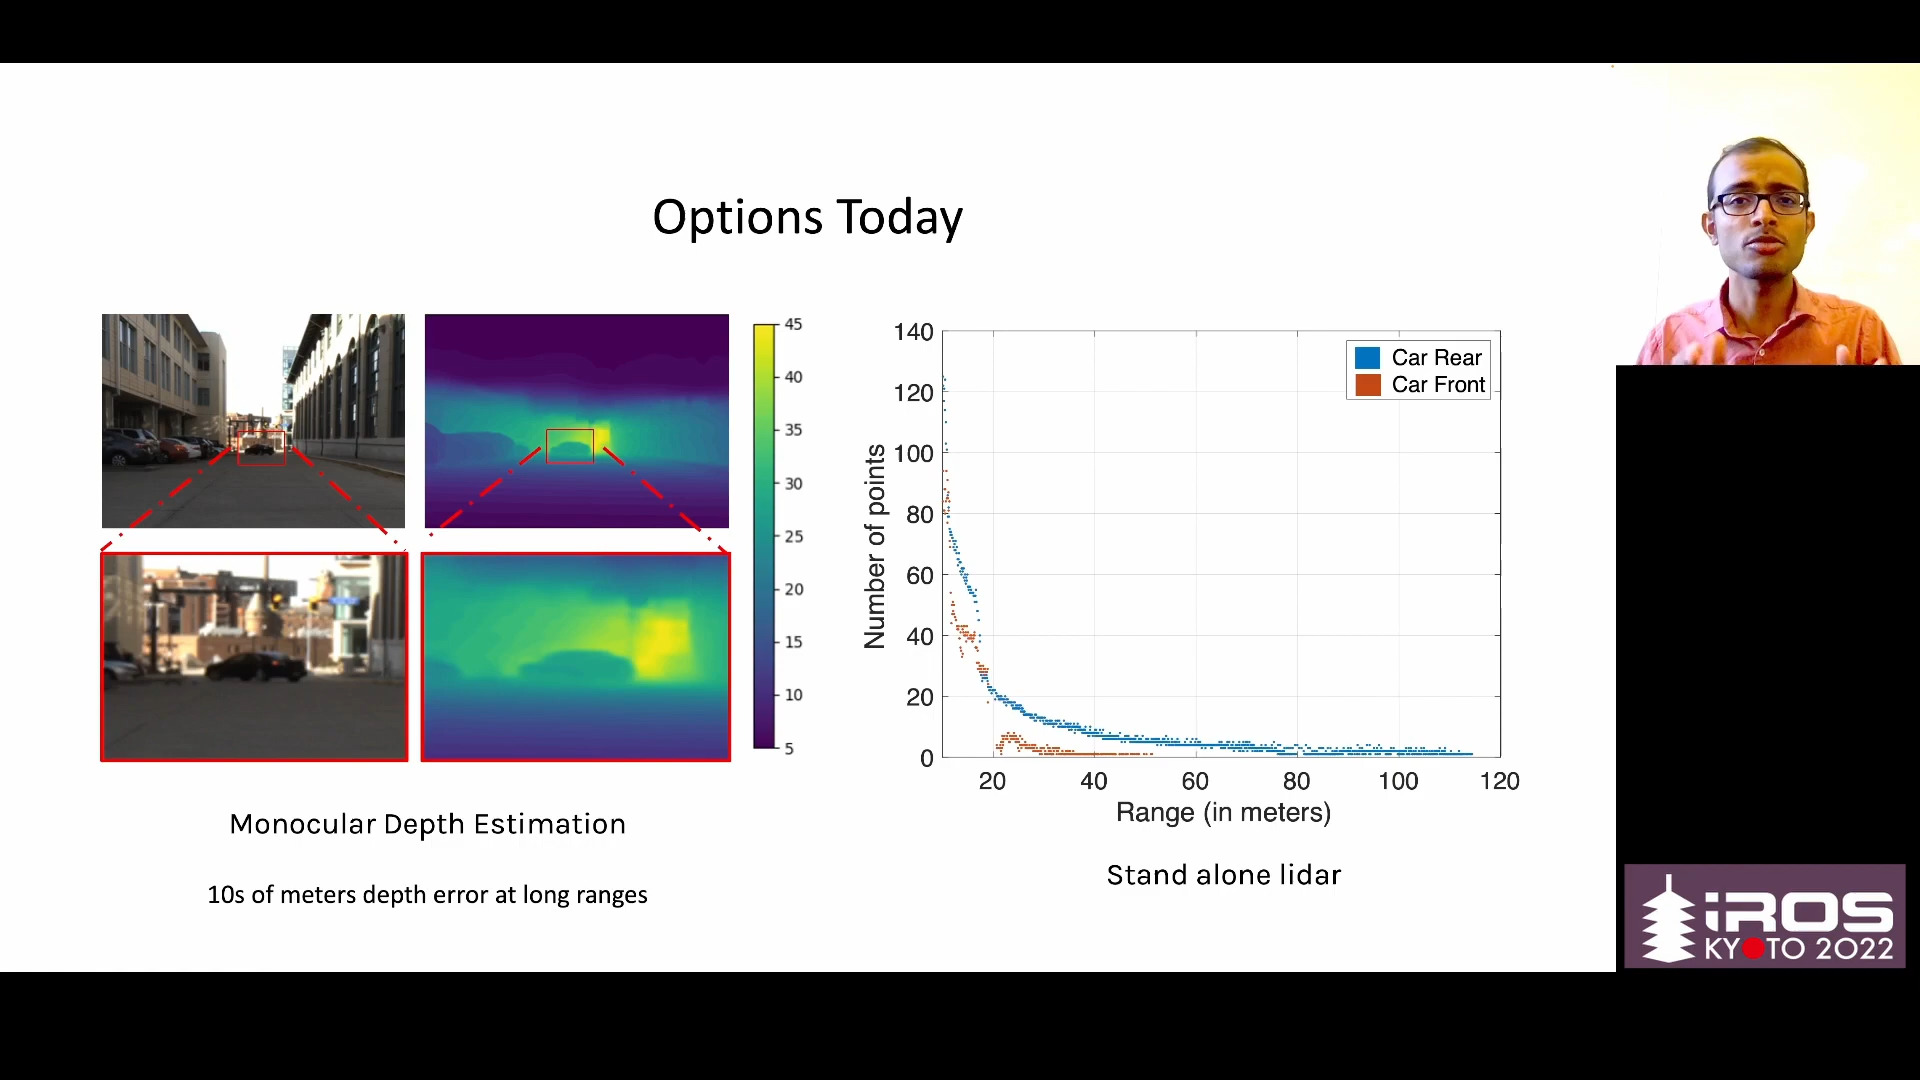 Options Today
45
40
35
30
25
20
15
10
5
Monocular Depth Estimation
10s of meters depth error at long ranges
140
120
100
80
60
40
20
0
Number of points
Car Rear
Car Front
20 40 60 80 100 120
Range (in meters)
Stand alone lidar
iROS
KYOTO 2022